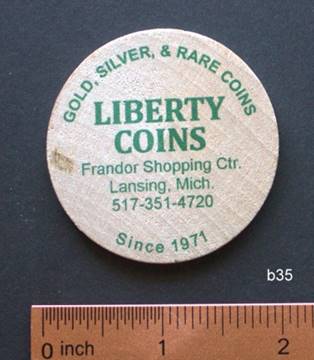 GOLD, SILVER, & RARE COINS
LIBERTY
COINS
Frandor Shopping Ctr.
Lansing, Mich.
517-351-4720
Since 1971
b35
0 inch 1 2